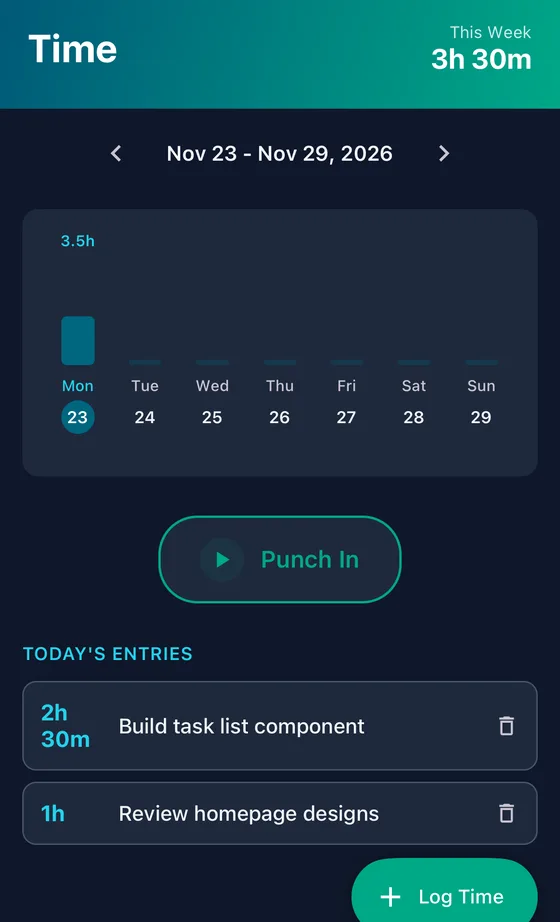 Time
This Week
3h 30m
Nov 23 - Nov 29, 2026
3.5h
Mon Tue Wed Thu Fri Sat Sun
23 24 25 26 27 28 29
Punch In
TODAY'S ENTRIES
2h
30m
Build task list component
1h
Review homepage designs
Log Time